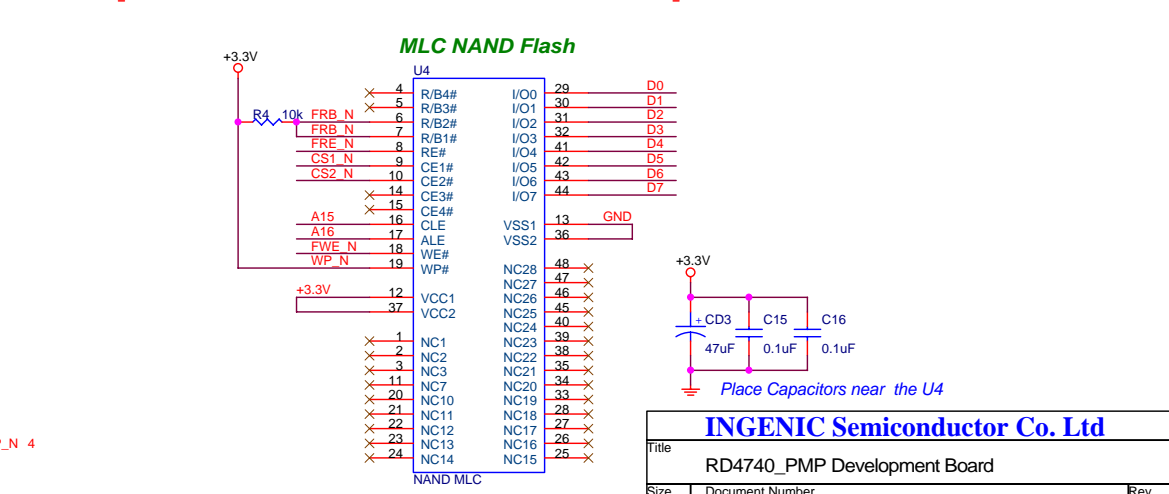 MLC NAND Flash
+3.3V
U4
4 R/B4# I/O0 29 D0
5 R/B3# I/O1 30 D1
R4 10k FRB_N 6 R/B2# I/O2 31 D2
FRB_N 7 R/B1# I/O3 32 D3
FRE_N 8 RE# I/O4 41 D4
CS1_N 9 CE1# I/O5 42 D5
CS2_N 10 CE2# I/O6 43 D6
14 CE3# I/O7 44 D7
15 CE4#
A15 16 CLE VSS1 13 GND
A16 17 ALE VSS2 36
FWE_N 18 WE#
WP_N 19 WP# NC28 48
NC27 47
+3.3V 12 VCC1 NC26 46
37 VCC2 NC25 45
NC24 40
1 NC1 NC23 39
2 NC2 NC22 38
3 NC3 NC21 35
11 NC7 NC20 34
20 NC10 NC19 33
21 NC11 NC18 28
22 NC12 NC17 27
23 NC13 NC16 26
24 NC14 NC15 25
NAND MLC
+3.3V
+ CD3 C15 C16
47uF 0.1uF 0.1uF
Place Capacitors near the U4
_N 4
INGENIC Semiconductor Co. Ltd
Title
RD4740_PMP Development Board
Size Document Number Rev